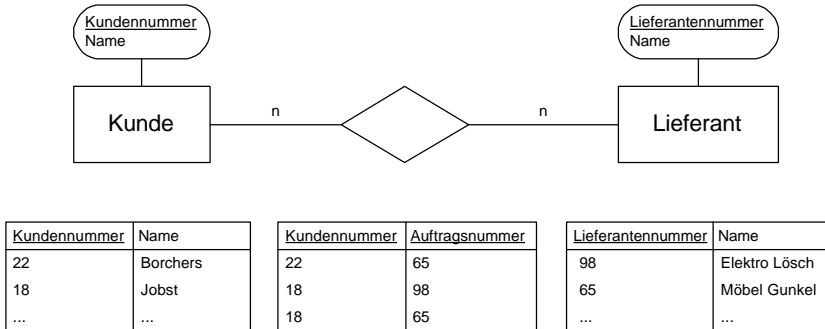 Kundennummer
Name
Lieferantennummer
Name
Kunde
n
n
Lieferant
Kundennummer Name
22 Borchers
18 Jobst
... ...
Kundennummer Auftragsnummer
22 65
18 98
18 65
Lieferantennummer Name
98 Elektro Lösch
65 Möbel Gunkel
... ...